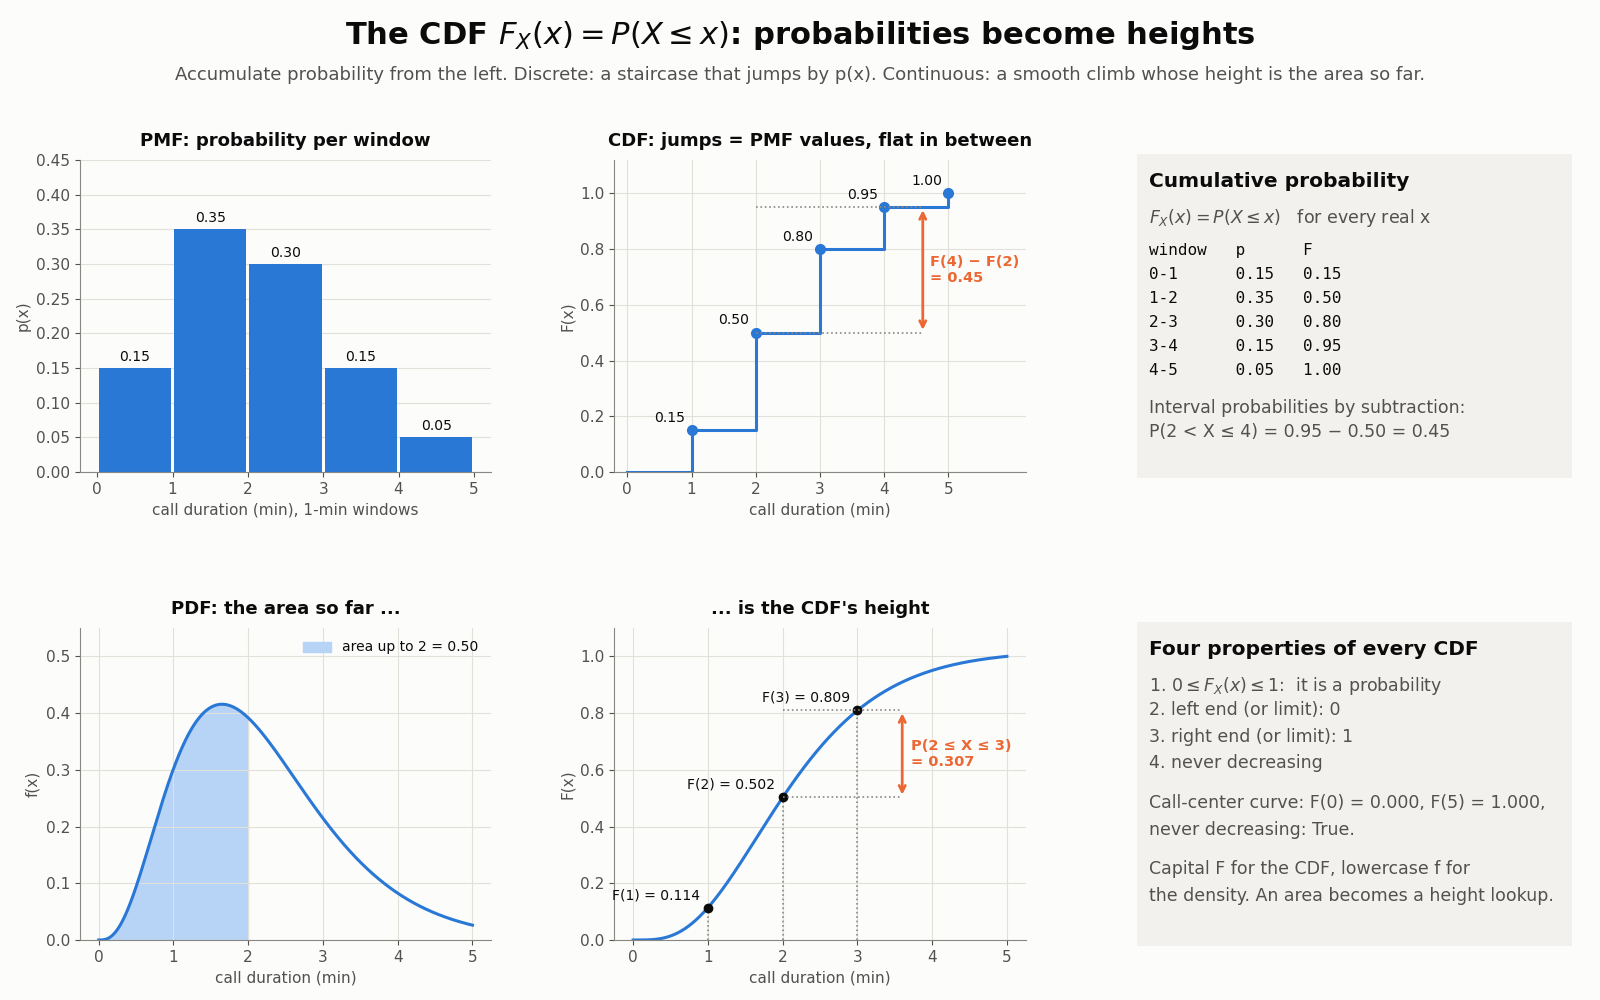 The CDF F_X(x) = P(X ≤ x): probabilities become heights
Accumulate probability from the left. Discrete: a staircase that jumps by p(x). Continuous: a smooth climb whose height is the area so far.
PMF: probability per window
0.45
0.40
0.35
0.30
0.25
0.20
0.15
0.10
0.05
0.00
p(x)
0.15
0.35
0.30
0.15
0.05
0 1 2 3 4 5
call duration (min), 1-min windows
CDF: jumps = PMF values, flat in between
1.0
0.8
0.6
0.4
0.2
0.0
F(x)
0.15
0.50
0.80
0.95
1.00
F(4) − F(2)
= 0.45
0 1 2 3 4 5
call duration (min)
Cumulative probability
F_X(x) = P(X ≤ x) for every real x
window p F
0-1 0.15 0.15
1-2 0.35 0.50
2-3 0.30 0.80
3-4 0.15 0.95
4-5 0.05 1.00
Interval probabilities by subtraction:
P(2 < X ≤ 4) = 0.95 − 0.50 = 0.45
PDF: the area so far ...
area up to 2 = 0.50
0.5
0.4
0.3
0.2
0.1
0.0
f(x)
0 1 2 3 4 5
call duration (min)
... is the CDF's height
1.0
0.8
0.6
0.4
0.2
0.0
F(x)
F(3) = 0.809
P(2 ≤ X ≤ 3)
= 0.307
F(2) = 0.502
F(1) = 0.114
0 1 2 3 4 5
call duration (min)
Four properties of every CDF
1. 0 ≤ F_X(x) ≤ 1: it is a probability
2. left end (or limit): 0
3. right end (or limit): 1
4. never decreasing
Call-center curve: F(0) = 0.000, F(5) = 1.000,
never decreasing: True.
Capital F for the CDF, lowercase f for
the density. An area becomes a height lookup.